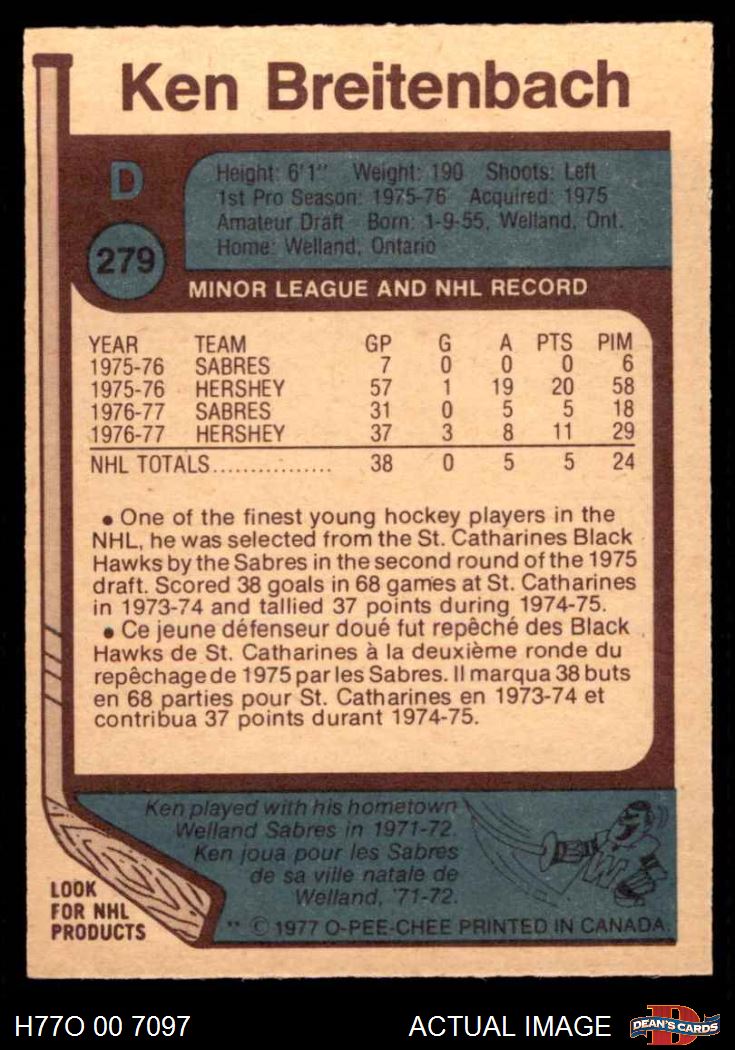 Ken Breitenbach
D
279
Height: 6'1" Weight: 190 Shoots: Left
1st Pro Season: 1975-76 Acquired: 1975
Amateur Draft Born: 1-9-55, Welland, Ont.
Home: Welland, Ontario
MINOR LEAGUE AND NHL RECORD
YEAR TEAM GP G A PTS PIM
1975-76 SABRES 7 0 0 0 6
1975-76 HERSHEY 57 1 19 20 58
1976-77 SABRES 31 0 5 5 18
1976-77 HERSHEY 37 3 8 11 29
NHL TOTALS................ 38 0 5 5 24
• One of the finest young hockey players in the
NHL, he was selected from the St. Catharines Black
Hawks by the Sabres in the second round of the 1975
draft. Scored 38 goals in 68 games at St. Catharines
in 1973-74 and tallied 37 points during 1974-75.
• Ce jeune défenseur doué fut repêché des Black
Hawks de St. Catharines à la deuxième ronde du
repêchage de 1975 par les Sabres. Il marqua 38 buts
en 68 parties pour St. Catharines en 1973-74 et
contribua 37 points durant 1974-75.
Ken played with his hometown
Welland Sabres in 1971-72.
Ken joua pour les Sabres
de sa ville natale de
Welland, '71-72.
W
LOOK
FOR NHL
PRODUCTS
** © 1977 O-PEE-CHEE PRINTED IN CANADA.
H77O 00 7097 ACTUAL IMAGE
D
DEAN'S CARDS